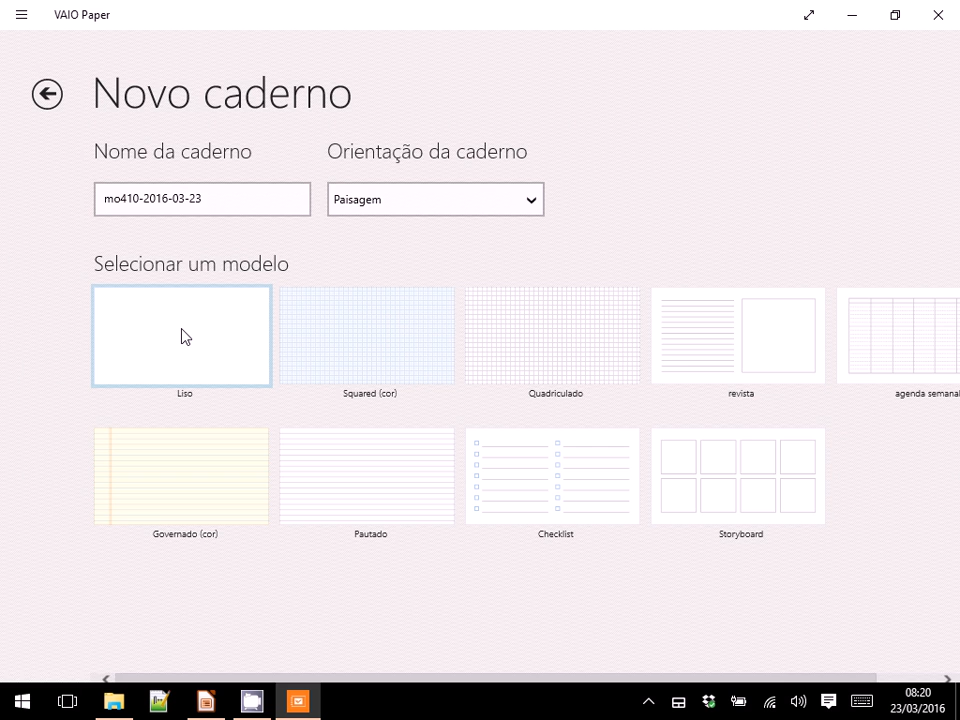 VAIO Paper
Novo caderno
Nome da caderno
Orientação da caderno
mo410-2016-03-23
Paisagem
Selecionar um modelo
Liso
Squared (cor)
Quadriculado
revista
agenda semanal
Governado (cor)
Pautado
Checklist
Storyboard
08:20
23/03/2016